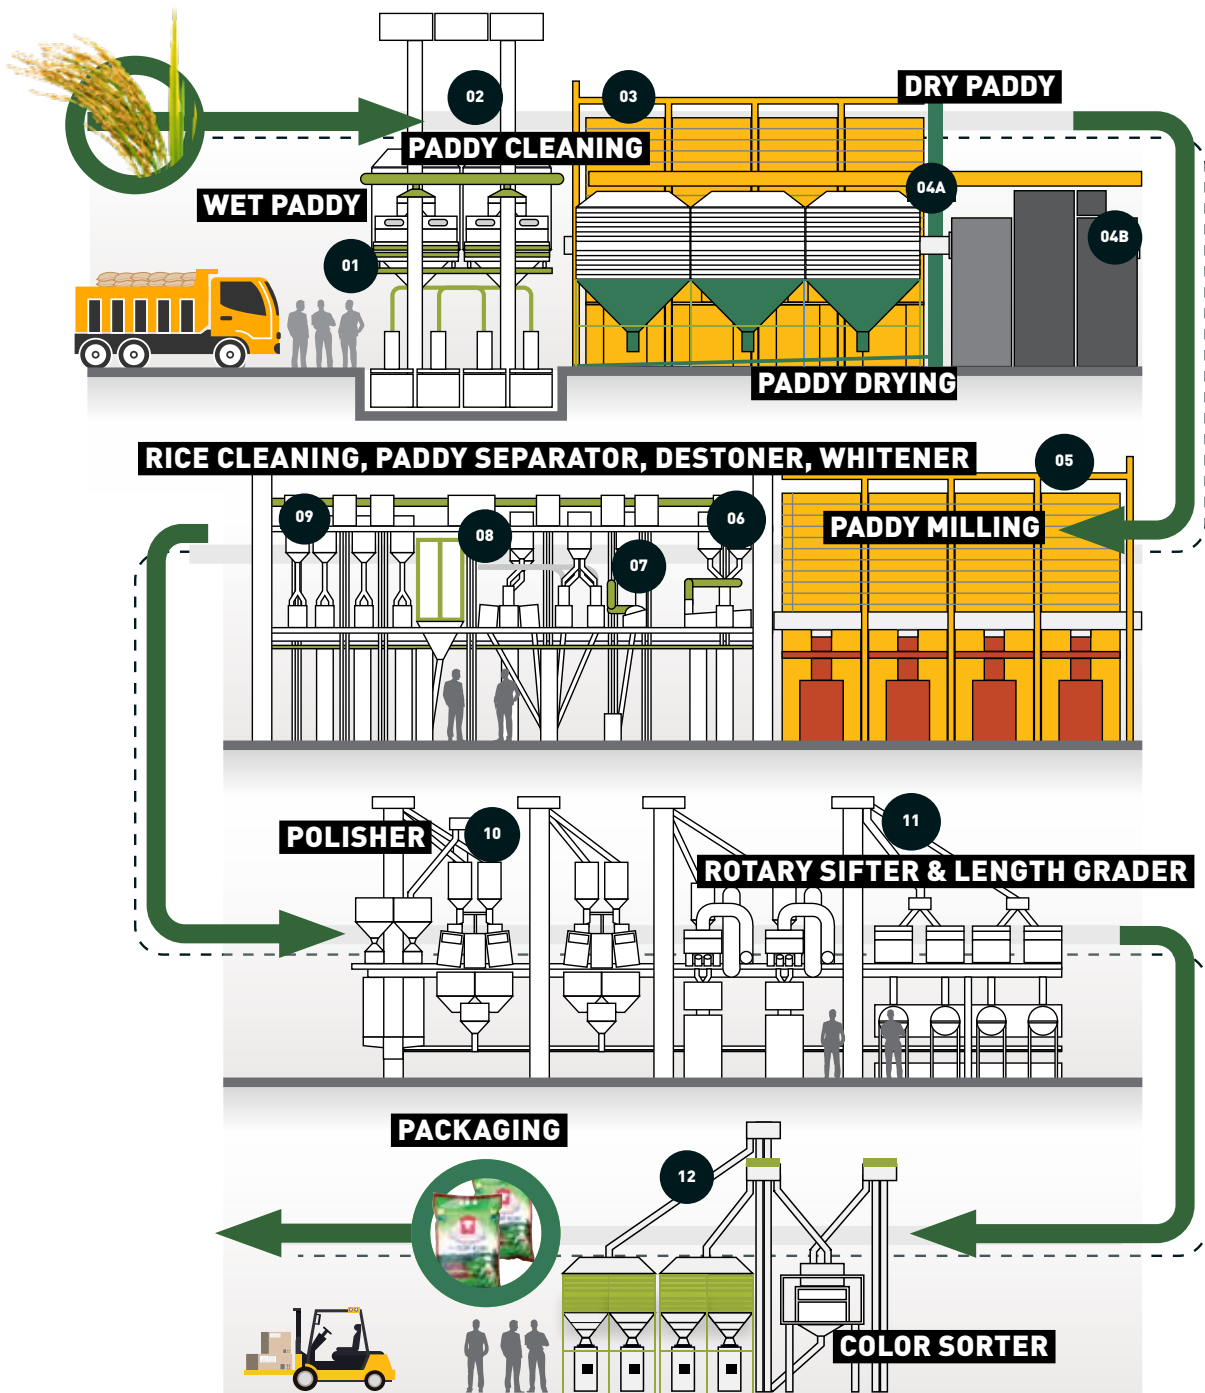 02
03
DRY PADDY
PADDY CLEANING
04A
WET PADDY
04B
01
PADDY DRYING
RICE CLEANING, PADDY SEPARATOR, DESTONER, WHITENER
05
09
06
PADDY MILLING
08
07
POLISHER
10
11
ROTARY SIFTER & LENGTH GRADER
PACKAGING
12
COLOR SORTER